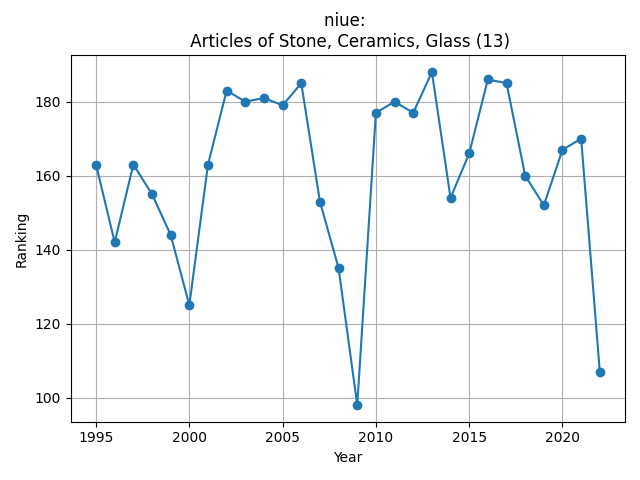 niue:
Articles of Stone, Ceramics, Glass (13)
Ranking
180
160
140
120
100
1995
2000
2005
2010
2015
2020
Year